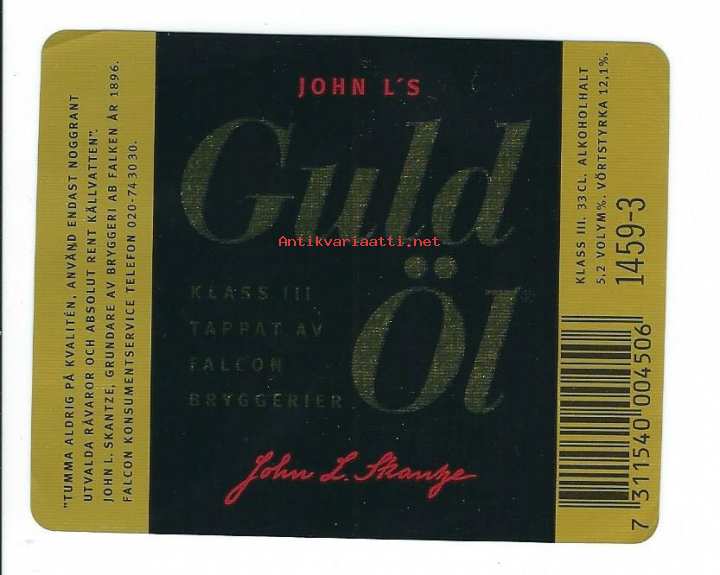 "TUMMA ALDRIG PÅ KVALITÉN, ANVÄND ENDAST NOGGRANT
UTVALDA RÅVAROR OCH ABSOLUT RENT KÄLLVATTEN".
JOHN L. SKANTZE, GRUNDARE AV BRYGGERI AB FALKEN ÅR 1896.
FALCON KONSUMENTSERVICE TELEFON 020-74 30 30.
JOHN L´S
Guld
Antikvariaatti.net
Öl®
KLASS III
TAPPAT AV
FALCON
BRYGGERIER
John L. Skantze
KLASS III. 33 CL. ALKOHOLHALT
5.2 VOLYM%. VÖRTSTYRKA 12,1%.
1459-3
7 311540 004506